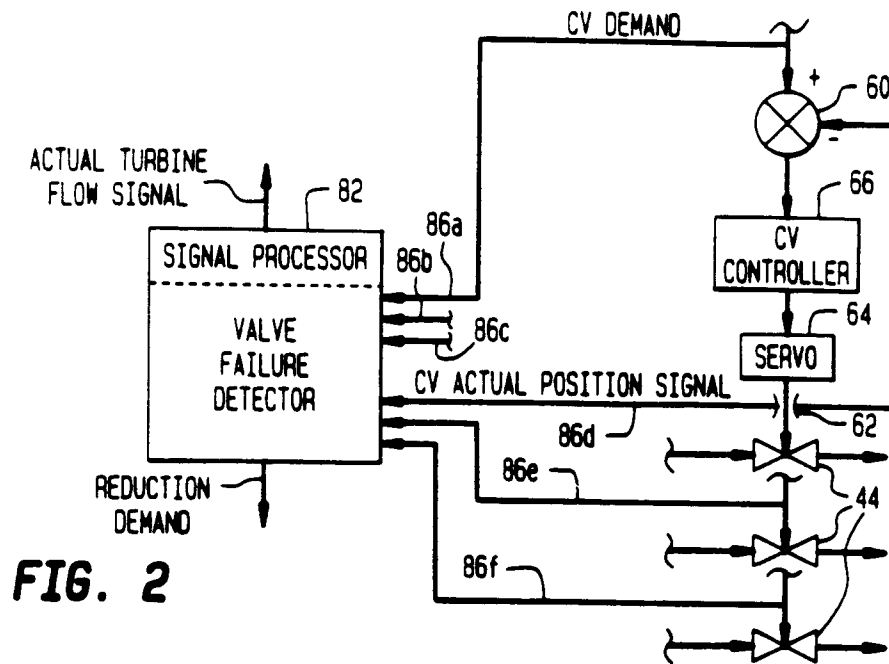 CV DEMAND
+
60
-
ACTUAL TURBINE
FLOW SIGNAL
82
66
SIGNAL PROCESSOR
86a
86b
CV
CONTROLLER
VALVE
FAILURE
DETECTOR
86c
64
SERVO
CV ACTUAL POSITION SIGNAL
62
86d
REDUCTION
DEMAND
86e
44
FIG. 2
86f